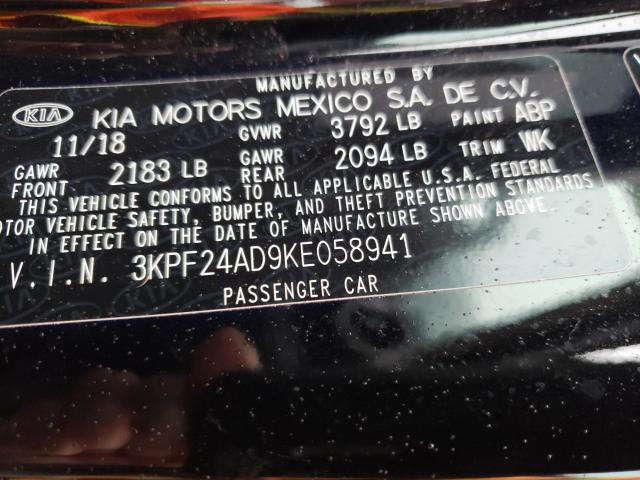 MANUFACTURED BY
KIA KIA MOTORS MEXICO S.A. DE C.V.
11/18 GVWR 3792 LB PAINT ABP
GAWR FRONT 2183 LB GAWR REAR 2094 LB TRIM WK
THIS VEHICLE CONFORMS TO ALL APPLICABLE U.S.A. FEDERAL
MOTOR VEHICLE SAFETY, BUMPER, AND THEFT PREVENTION STANDARDS
IN EFFECT ON THE DATE OF MANUFACTURE SHOWN ABOVE.
V.I.N. 3KPF24AD9KE058941
PASSENGER CAR